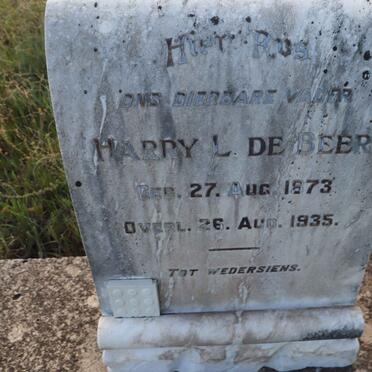 HIER RUS
ONS DIERBARE VADER
HARRY L. DE BEER
GEB. 27. AUG. 1873
OVERL. 26. AUG. 1935.
TOT WEDERSIENS.